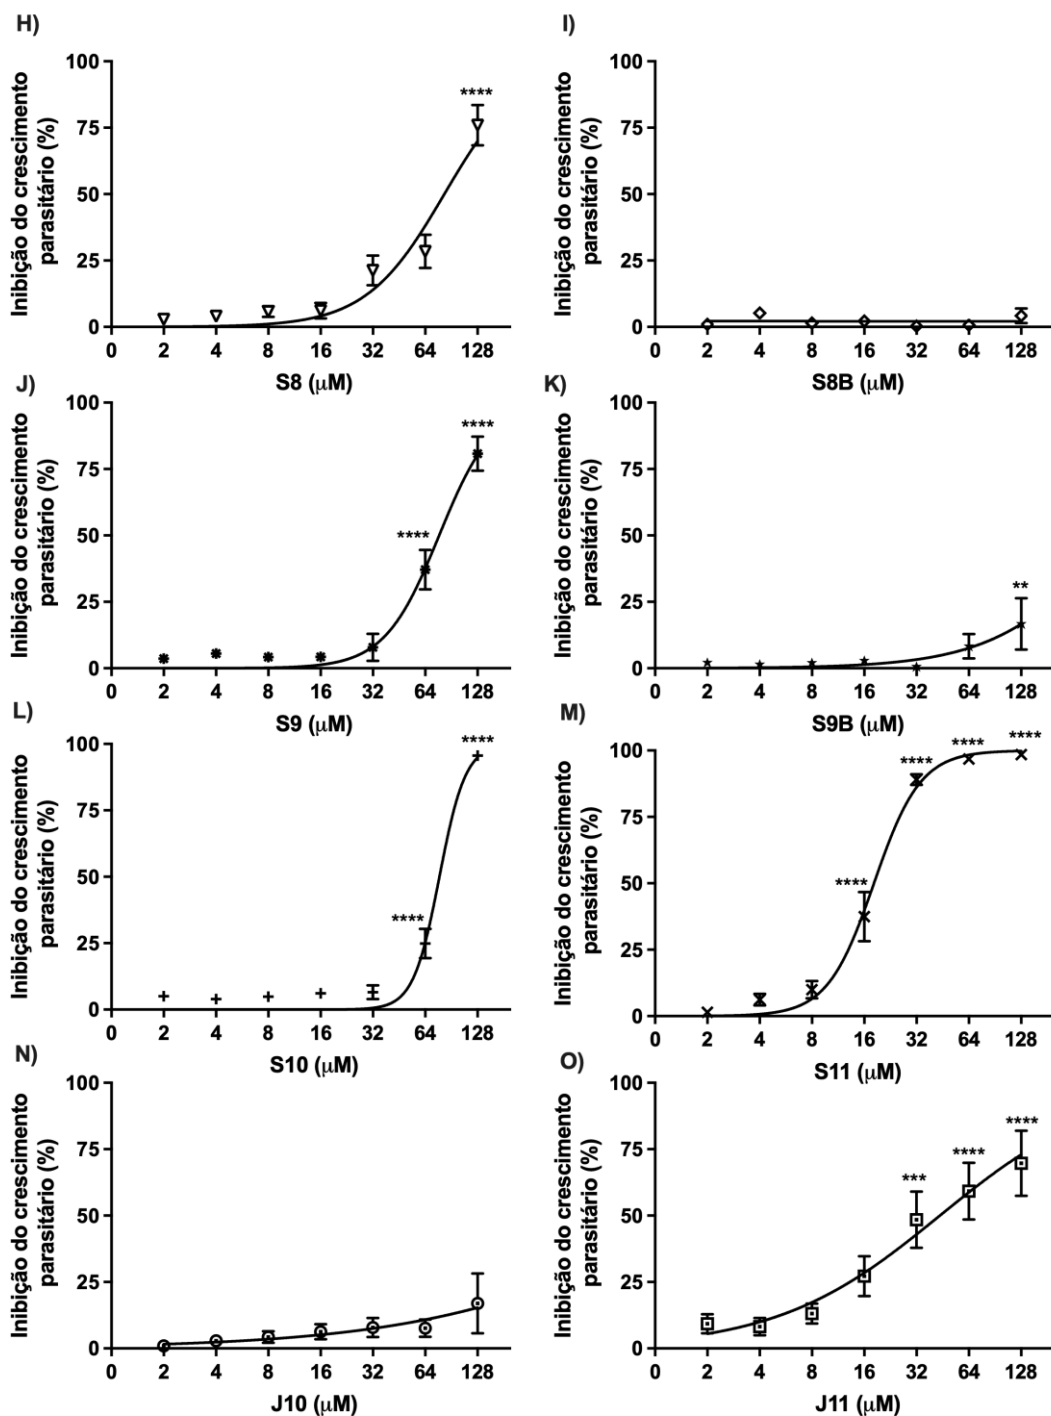 H)
Inibição do crescimento
parasitário (%)
100
75
50
25
0
****
0 2 4 8 16 32 64 128
S8 (µM)
I)
Inibição do crescimento
parasitário (%)
100
75
50
25
0
0 2 4 8 16 32 64 128
S8B (µM)
J)
Inibição do crescimento
parasitário (%)
100
75
50
25
0
****
****
0 2 4 8 16 32 64 128
S9 (µM)
K)
Inibição do crescimento
parasitário (%)
100
75
50
25
0
**
0 2 4 8 16 32 64 128
S9B (µM)
L)
Inibição do crescimento
parasitário (%)
100
75
50
25
0
****
****
0 2 4 8 16 32 64 128
S10 (µM)
M)
Inibição do crescimento
parasitário (%)
100
75
50
25
0
**** **** **** ****
0 2 4 8 16 32 64 128
S11 (µM)
N)
Inibição do crescimento
parasitário (%)
100
75
50
25
0
0 2 4 8 16 32 64 128
J10 (µM)
O)
Inibição do crescimento
parasitário (%)
100
75
50
25
0
*** **** ****
0 2 4 8 16 32 64 128
J11 (µM)